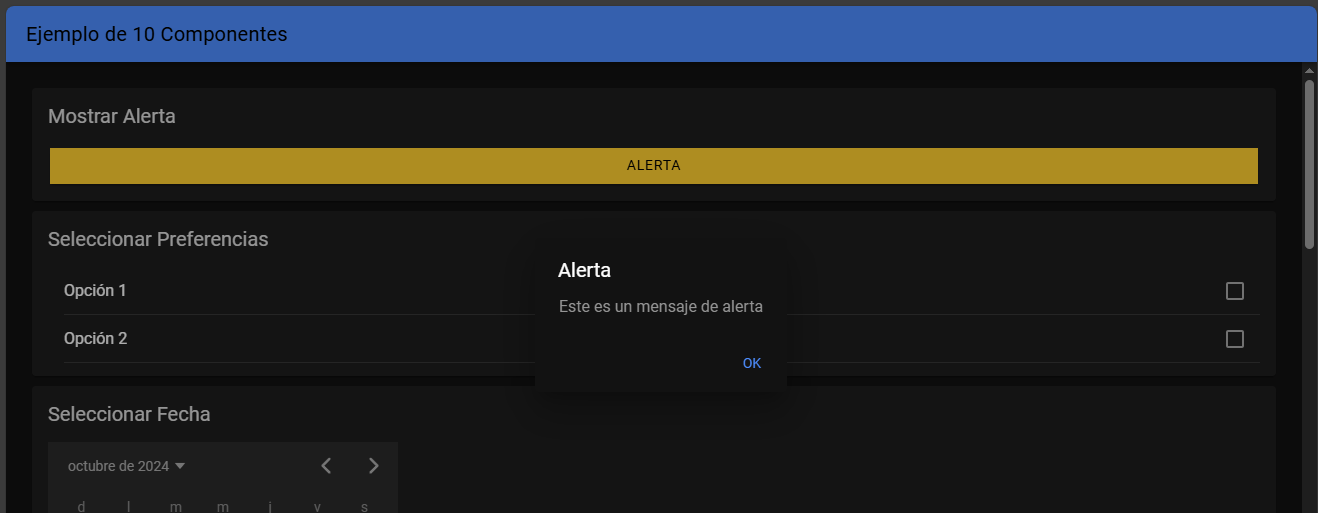 Ejemplo de 10 Componentes
Mostrar Alerta
ALERTA
Seleccionar Preferencias
Opción 1
Opción 2
Alerta
Este es un mensaje de alerta
OK
Seleccionar Fecha
octubre de 2024
d l m m j v s